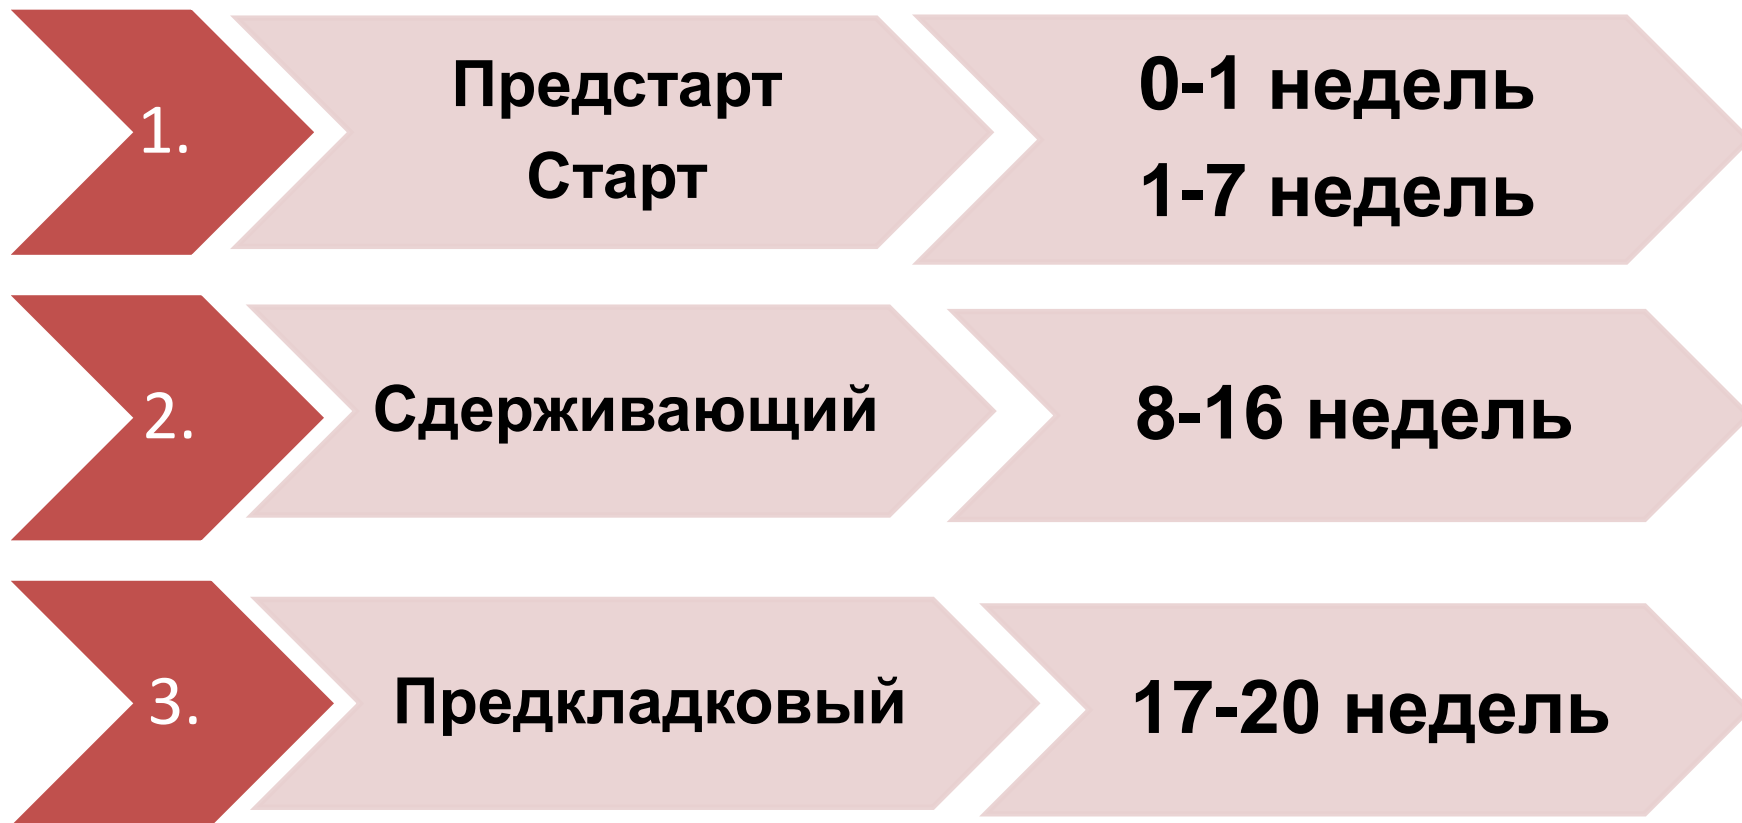 1.
Предстарт
Старт
0-1 недель
1-7 недель
2.
Сдерживающий
8-16 недель
3.
Предкладковый
17-20 недель